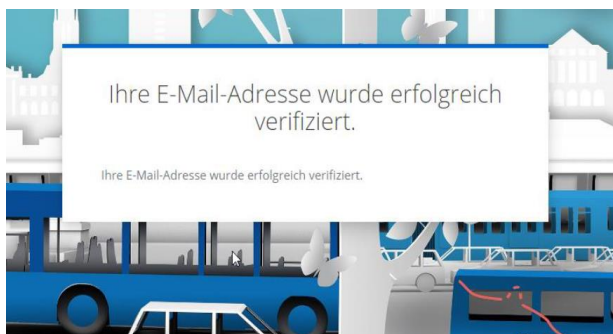 Ihre E-Mail-Adresse wurde erfolgreich
verifiziert.
Ihre E-Mail-Adresse wurde erfolgreich verifiziert.